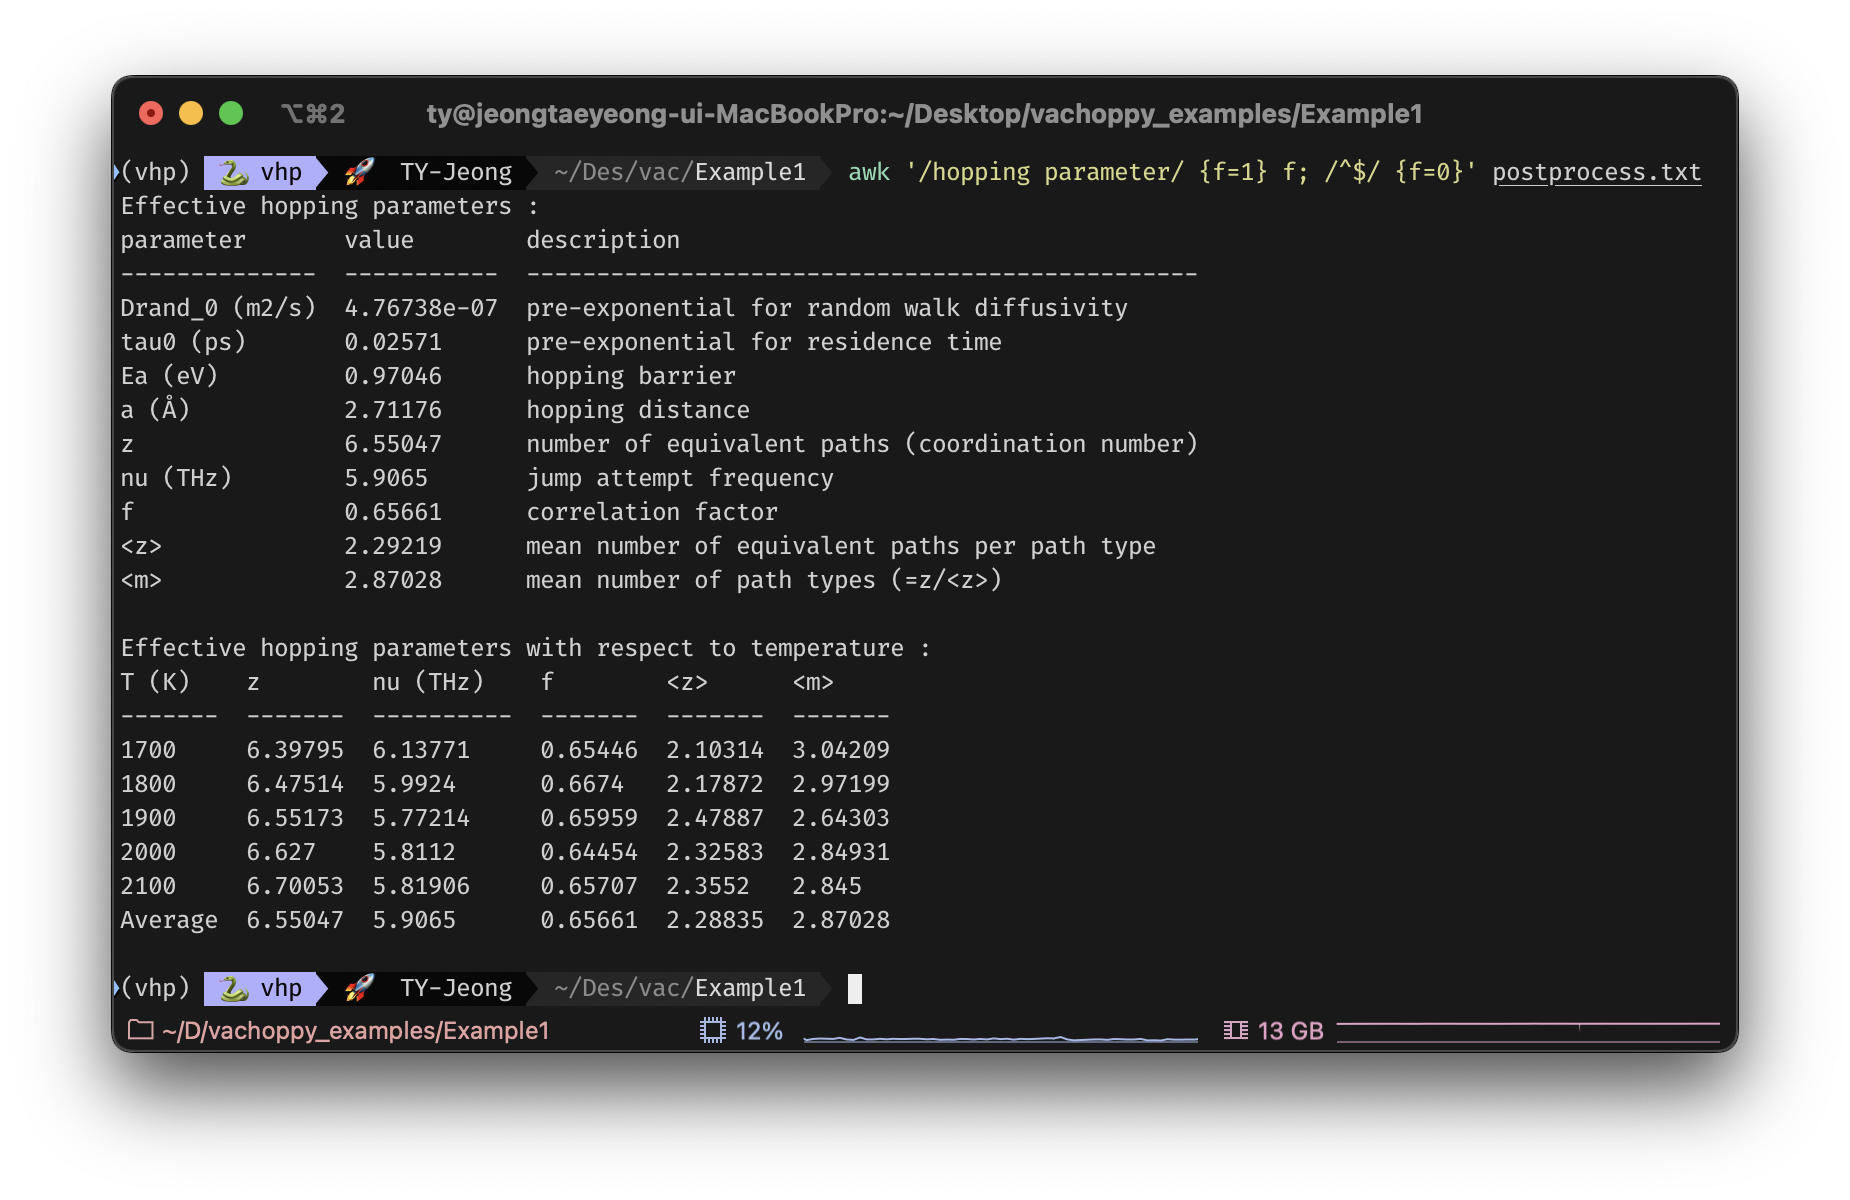 ⌥⌘2 ty@jeongtaeyeong-ui-MacBookPro:~/Desktop/vachoppy_examples/Example1
(vhp) 🐍 vhp 🚀 TY-Jeong ~/Des/vac/Example1 awk '/hopping parameter/ {f=1} f; /^$/ {f=0}' postprocess.txt
Effective hopping parameters :
parameter       value        description
--------------  -----------  ------------------------------------------------
Drand_0 (m2/s)  4.76738e-07  pre-exponential for random walk diffusivity
tau0 (ps)       0.02571      pre-exponential for residence time
Ea (eV)         0.97046      hopping barrier
a (Å)           2.71176      hopping distance
z               6.55047      number of equivalent paths (coordination number)
nu (THz)        5.9065       jump attempt frequency
f               0.65661      correlation factor
<z>             2.29219      mean number of equivalent paths per path type
<m>             2.87028      mean number of path types (=z/<z>)
Effective hopping parameters with respect to temperature :
T (K)    z        nu (THz)    f        <z>      <m>
-------  -------  ----------  -------  -------  -------
1700     6.39795  6.13771     0.65446  2.10314  3.04209
1800     6.47514  5.9924      0.6674   2.17872  2.97199
1900     6.55173  5.77214     0.65959  2.47887  2.64303
2000     6.627    5.8112      0.64454  2.32583  2.84931
2100     6.70053  5.81906     0.65707  2.3552   2.845
Average  6.55047  5.9065      0.65661  2.28835  2.87028
(vhp) 🐍 vhp 🚀 TY-Jeong ~/Des/vac/Example1
~/D/vachoppy_examples/Example1 12% 13 GB